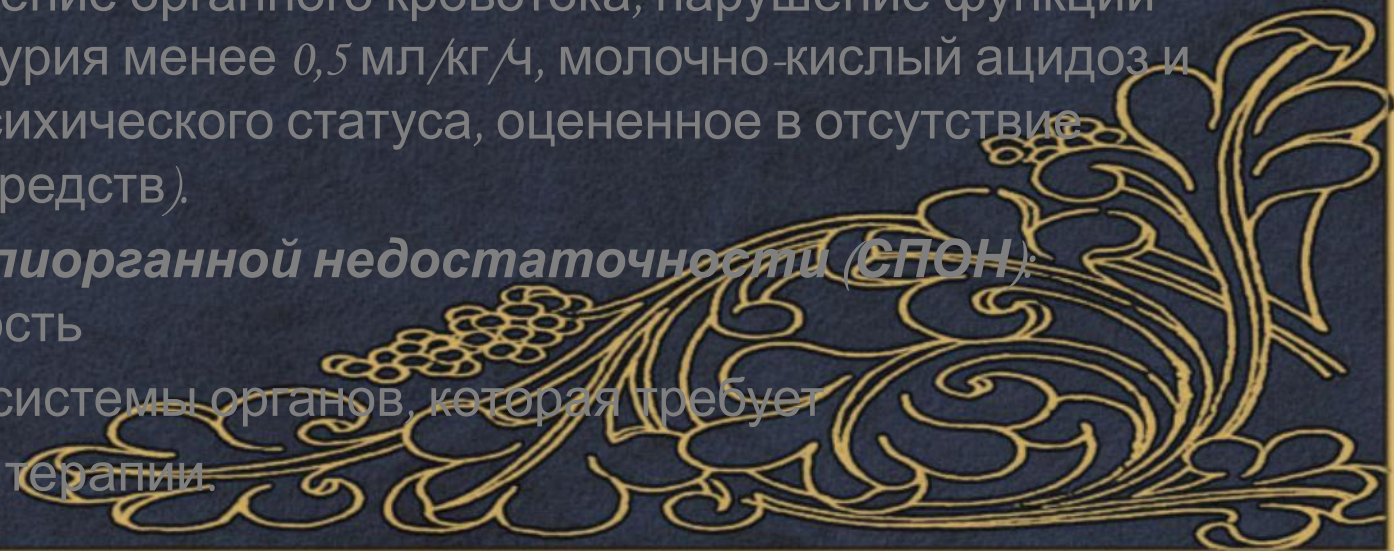 ение органного кровотока, нарушение функции
урия менее 0,5 мл/кг/ч, молочно-кислый ацидоз и
сихического статуса, оцененное в отсутствие
редств).
лиорганной недостаточности (СПОН):
ость
системы органов, которая требует
терапии.